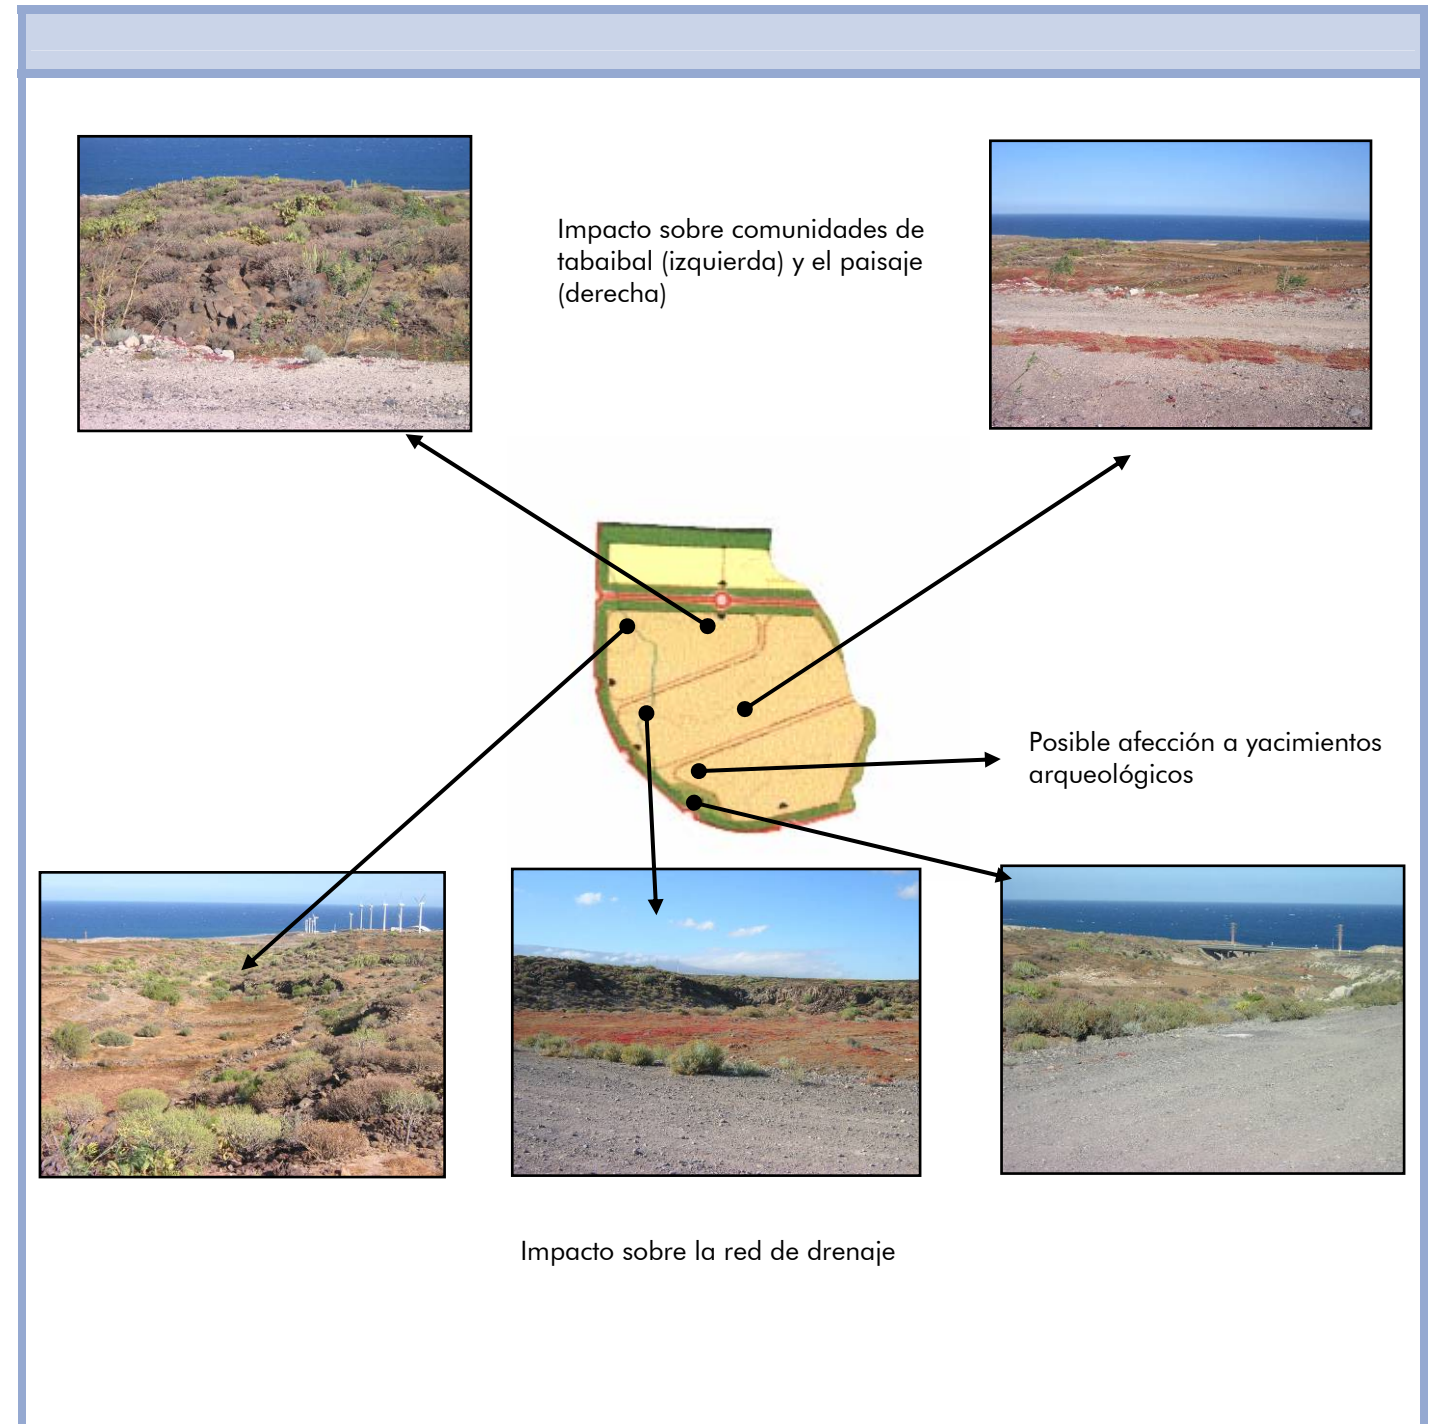 Impacto sobre comunidades de
tabaibal (izquierda) y el paisaje
(derecha)
Posible afección a yacimientos
arqueológicos
Impacto sobre la red de drenaje